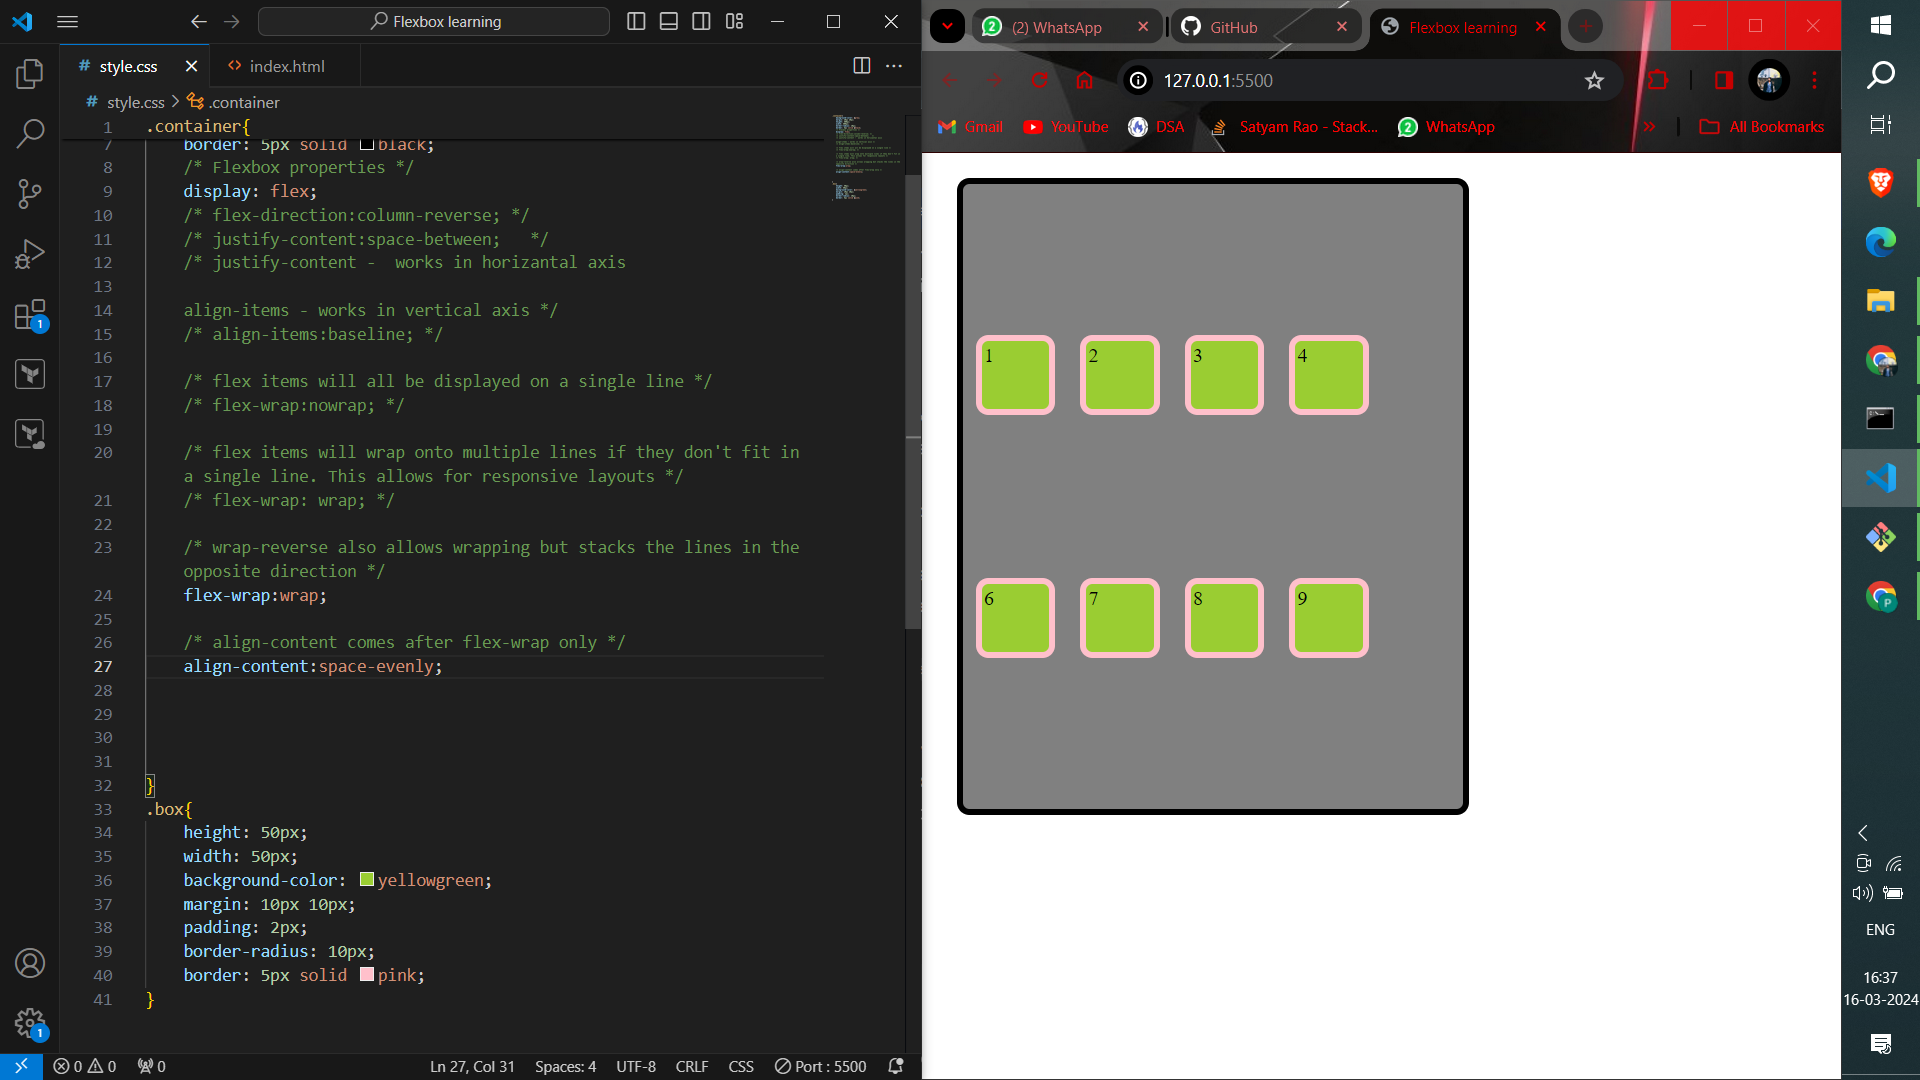 Flexbox learning
# style.css
<> index.html
# style.css > .container
1 .container{
7 border: 5px solid black;
8 /* Flexbox properties */
9 display: flex;
10 /* flex-direction:column-reverse; */
11 /* justify-content:space-between;   */
12 /* justify-content -  works in horizantal axis
13
14 align-items - works in vertical axis */
15 /* align-items:baseline; */
16
17 /* flex items will all be displayed on a single line */
18 /* flex-wrap:nowrap; */
19
20 /* flex items will wrap onto multiple lines if they don't fit in
a single line. This allows for responsive layouts */
21 /* flex-wrap: wrap; */
22
23 /* wrap-reverse also allows wrapping but stacks the lines in the
opposite direction */
24 flex-wrap:wrap;
25
26 /* align-content comes after flex-wrap only */
27 align-content:space-evenly;
28
29
30
31
32 }
33 .box{
34 height: 50px;
35 width: 50px;
36 background-color: yellowgreen;
37 margin: 10px 10px;
38 padding: 2px;
39 border-radius: 10px;
40 border: 5px solid pink;
41 }
1
1
0 0 0
Ln 27, Col 31 Spaces: 4 UTF-8 CRLF CSS Port : 5500
(2) WhatsApp
GitHub
Flexbox learning
127.0.0.1:5500
Gmail YouTube DSA Satyam Rao - Stack... WhatsApp » All Bookmarks
1 2 3 4
6 7 8 9
ENG
16:37
16-03-2024